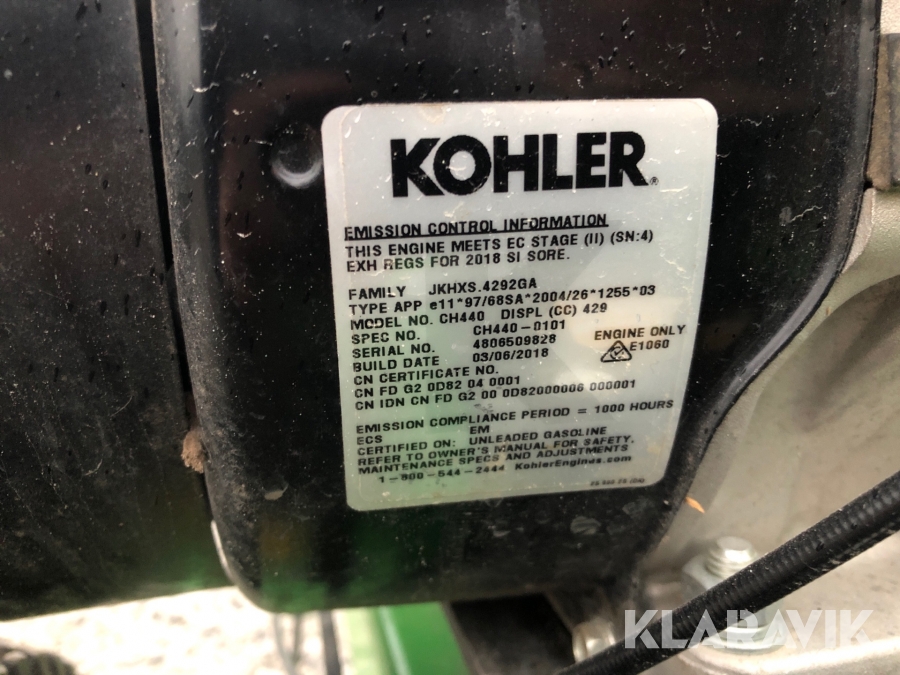 KOHLER®
EMISSION CONTROL INFORMATION
THIS ENGINE MEETS EC STAGE (II) (SN:4)
EXH REGS FOR 2018 SI SORE.
FAMILY JKHXS.4292GA
TYPE APP e11*97/68SA*2004/26*1255*03
MODEL NO. CH440 DISPL (CC) 429
SPEC NO. CH440-0101
SERIAL NO. 4806509828
BUILD DATE 03/06/2018
ENGINE ONLY
E1060
CN CERTIFICATE NO.
CN FD G2 0D82 04 0001
CN IDN CN FD G2 00 0D82000006 000001
EMISSION COMPLIANCE PERIOD = 1000 HOURS
ECS EM
CERTIFIED ON: UNLEADED GASOLINE
REFER TO OWNER'S MANUAL FOR SAFETY,
MAINTENANCE SPECS AND ADJUSTMENTS
1-800-544-2444 KohlerEngines.com
KLARAVIK